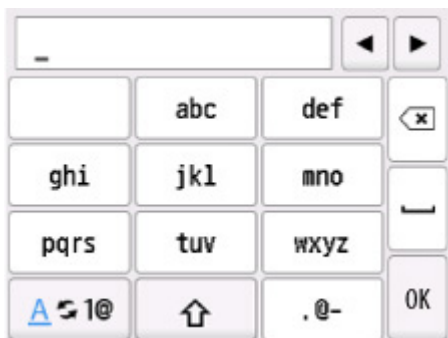 _
abc def
ghi jkl mno
pqrs tuv wxyz
A 1@ .@- OK